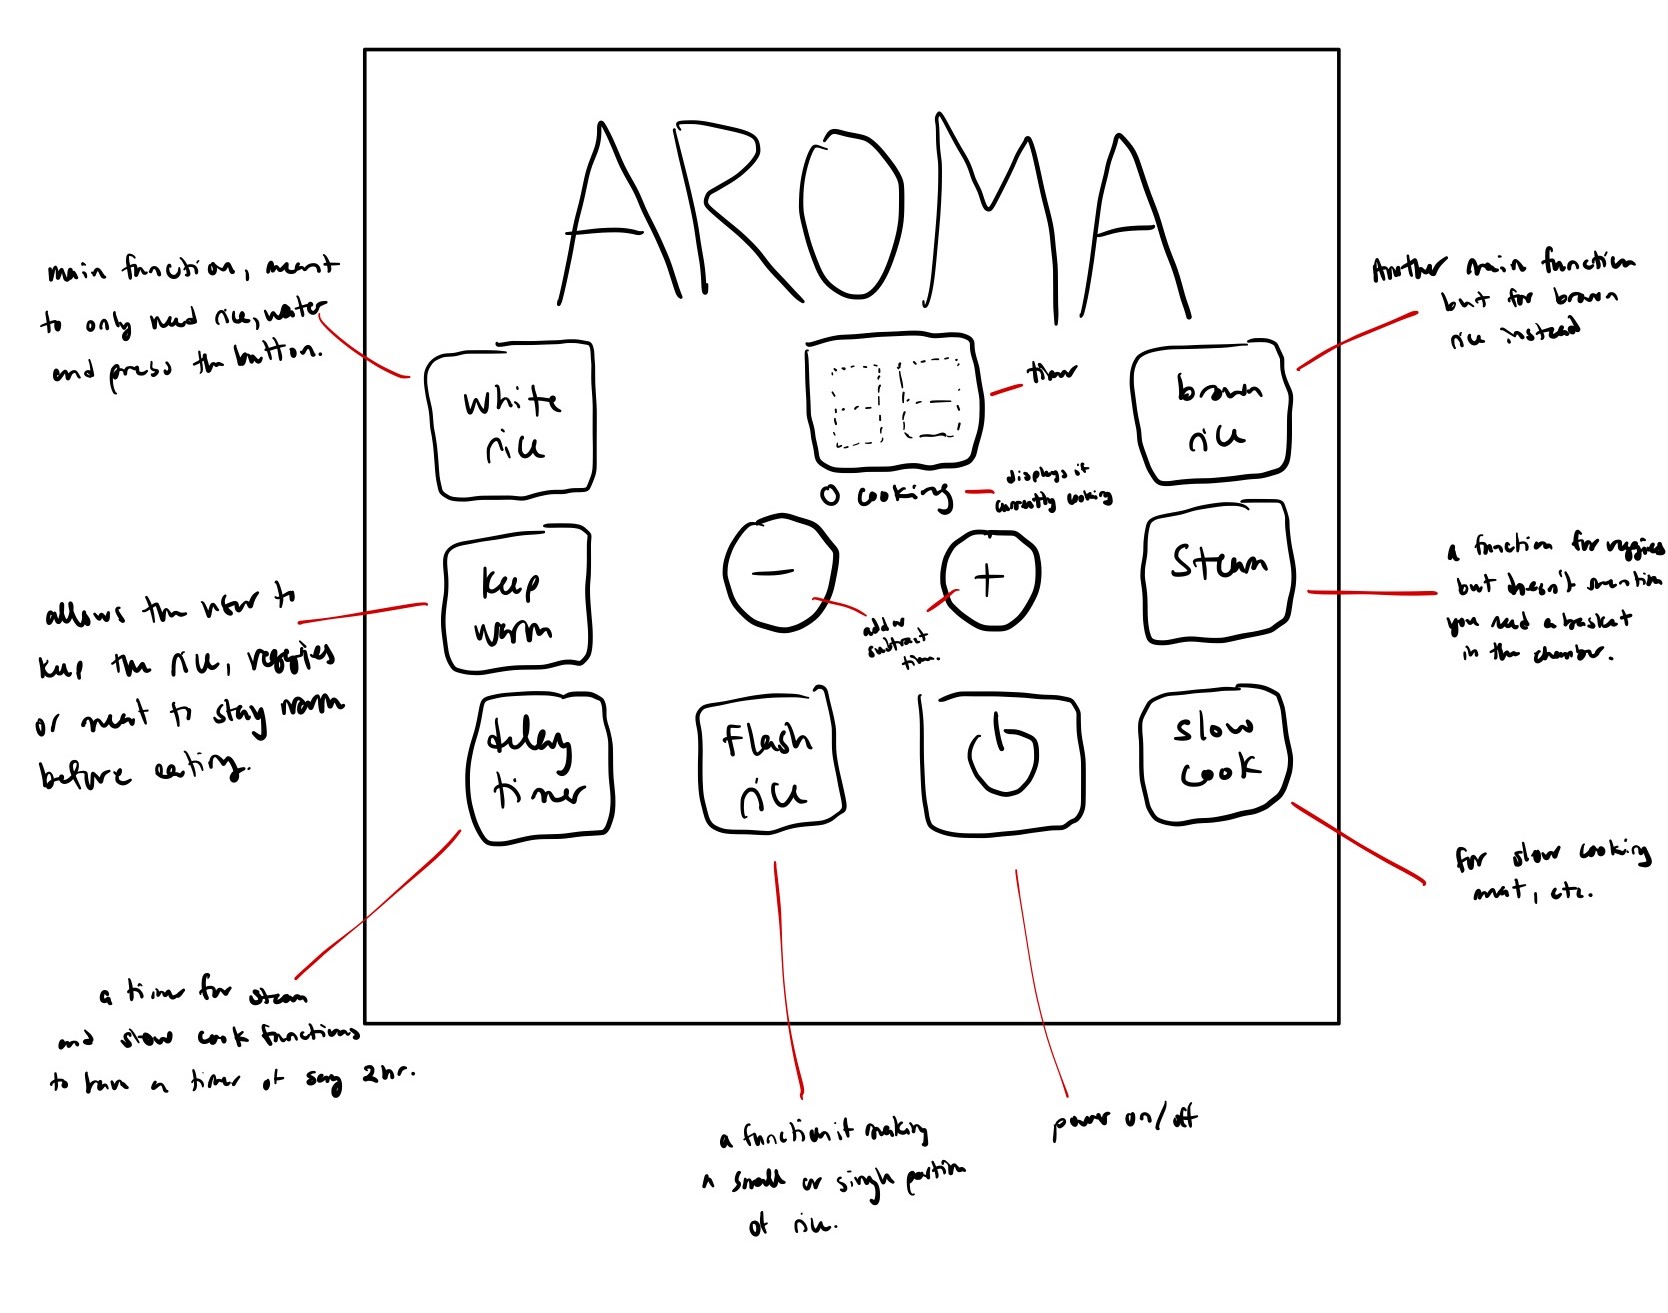 AROMA
main function, meant
to only need rice, water
and press the button.
white
rice
timer
brown
rice
Another main function
but for brown
rice instead
O cooking
displays if
currently cooking
keep
warm
-
+
add or
subtract
time.
Steam
a function for veggies
but doesn't mention
you need a basket
in the chamber.
allows the user to
keep the rice, veggies
or meat to stay warm
before eating.
delay
timer
flash
rice
slow
cook
for slow cooking
meat, etc.
a timer for steam
and slow cook functions
to have a timer of say 2hr.
a function if making
a small or single portion
of rice.
power on/off